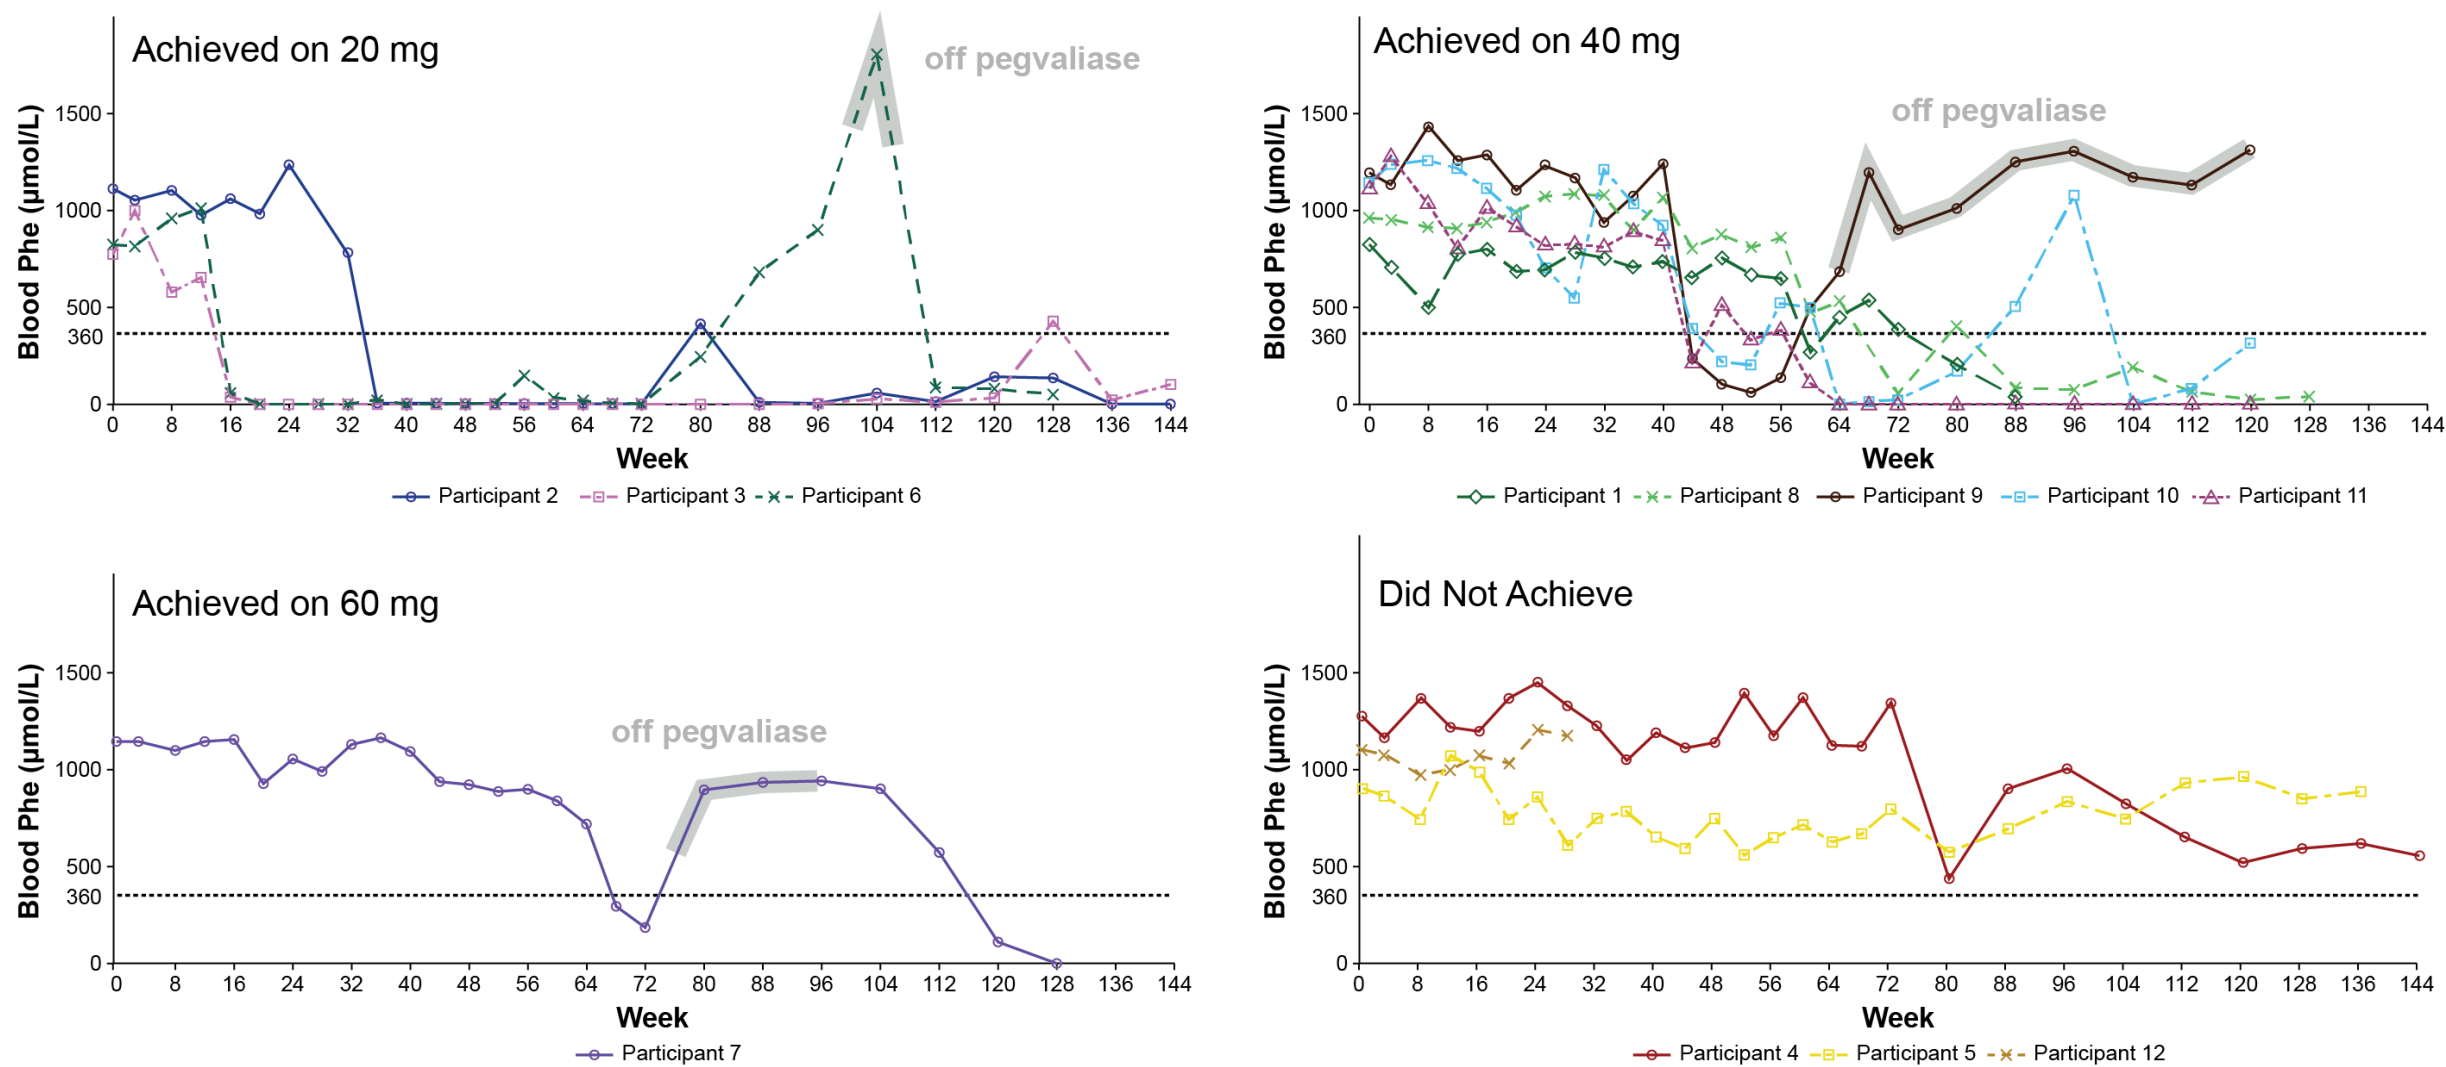 Achieved on 20 mg
off pegvaliase
Blood Phe (µmol/L)
1500
1000
500
360
0
0 8 16 24 32 40 48 56 64 72 80 88 96 104 112 120 128 136 144
Week
Participant 2 Participant 3 Participant 6
Achieved on 40 mg
off pegvaliase
Blood Phe (µmol/L)
1500
1000
500
360
0
0 8 16 24 32 40 48 56 64 72 80 88 96 104 112 120 128 136 144
Week
Participant 1 Participant 8 Participant 9 Participant 10 Participant 11
Achieved on 60 mg
off pegvaliase
Blood Phe (µmol/L)
1500
1000
500
360
0
0 8 16 24 32 40 48 56 64 72 80 88 96 104 112 120 128 136 144
Week
Participant 7
Did Not Achieve
Blood Phe (µmol/L)
1500
1000
500
360
0
0 8 16 24 32 40 48 56 64 72 80 88 96 104 112 120 128 136 144
Week
Participant 4 Participant 5 Participant 12